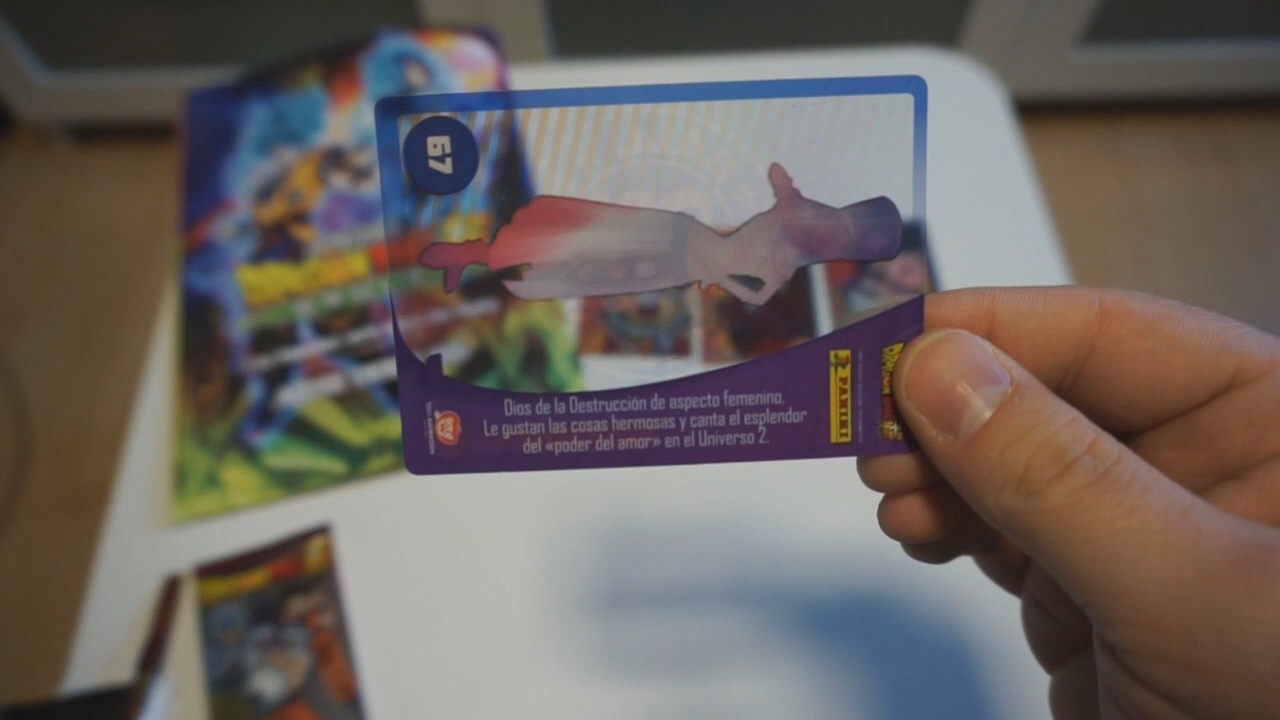 67
Dios de la Destrucción de aspecto femenino.
Le gustan las cosas hermosas y canta el esplendor
del «poder del amor» en el Universo 2.
PANINI
DRAGON